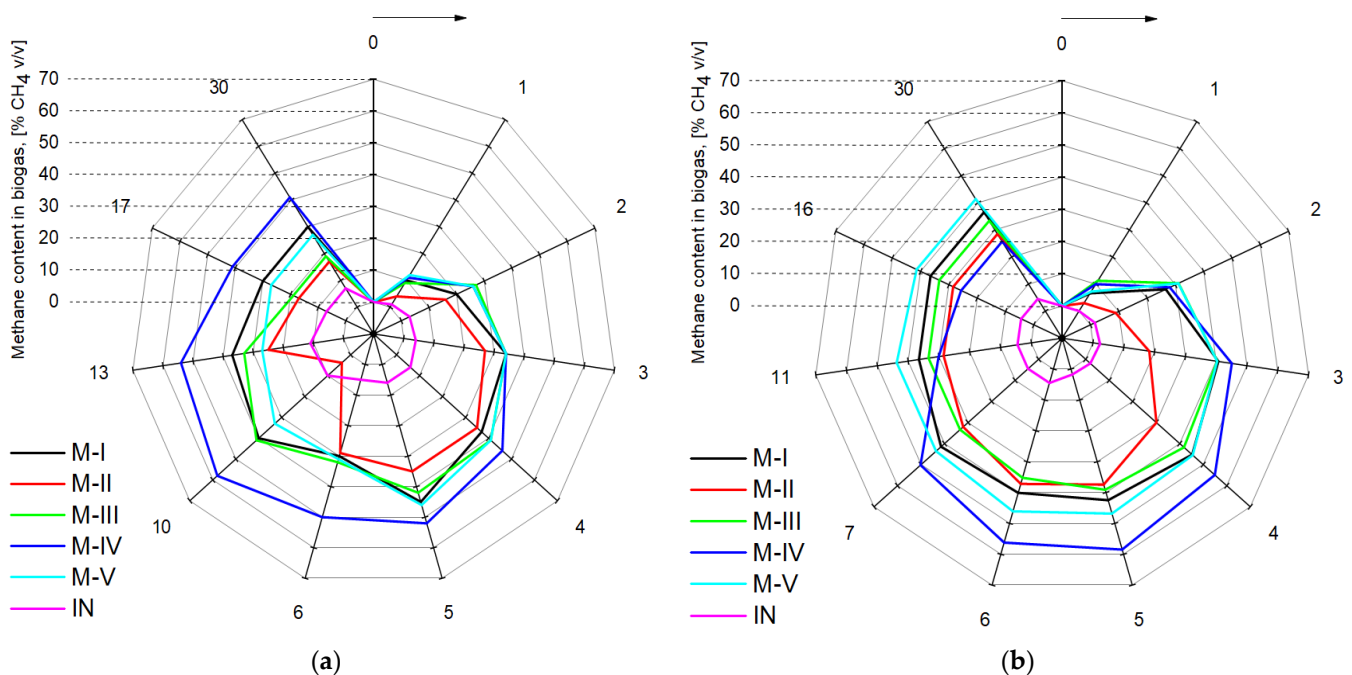 0
1
2
3
4
5
6
10
13
17
30
Methane content in biogas, [% CH4 v/v]
70
60
50
40
30
20
10
0
M-I
M-II
M-III
M-IV
M-V
IN
(a)
0
1
2
3
4
5
6
7
11
16
30
Methane content in biogas, [% CH4 v/v]
70
60
50
40
30
20
10
0
M-I
M-II
M-III
M-IV
M-V
IN
(b)